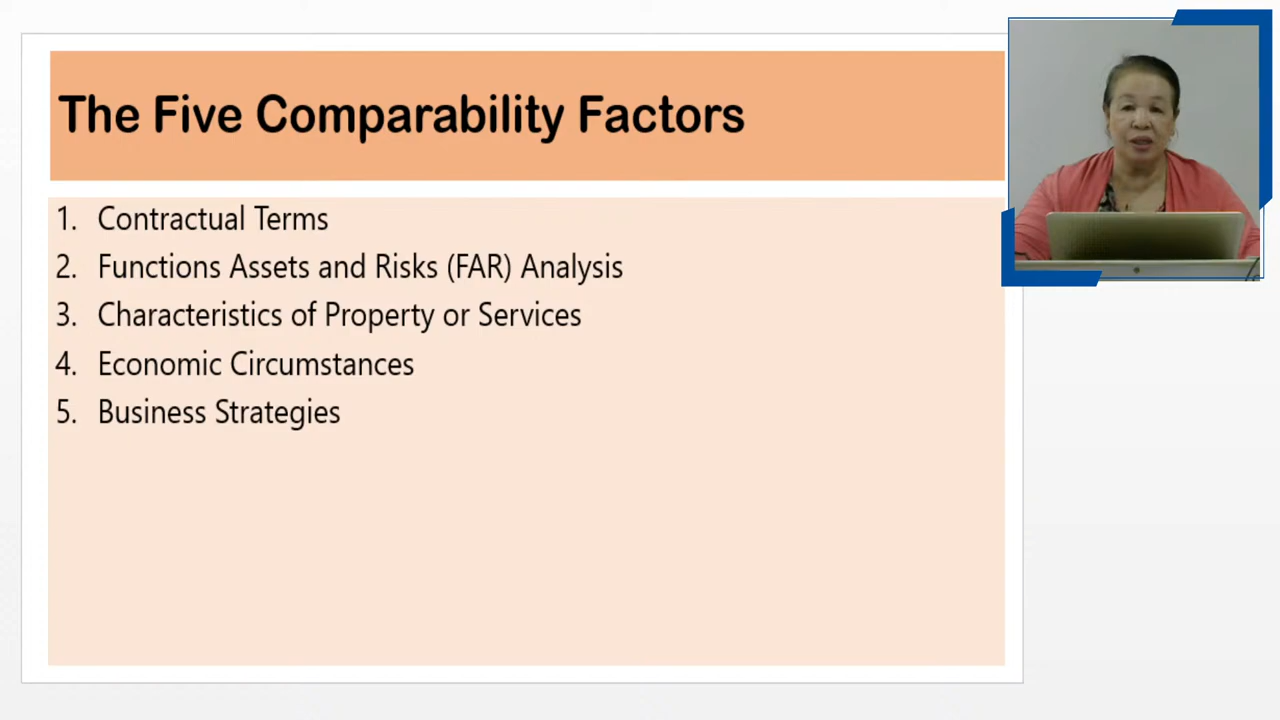 The Five Comparability Factors
1. Contractual Terms
2. Functions Assets and Risks (FAR) Analysis
3. Characteristics of Property or Services
4. Economic Circumstances
5. Business Strategies